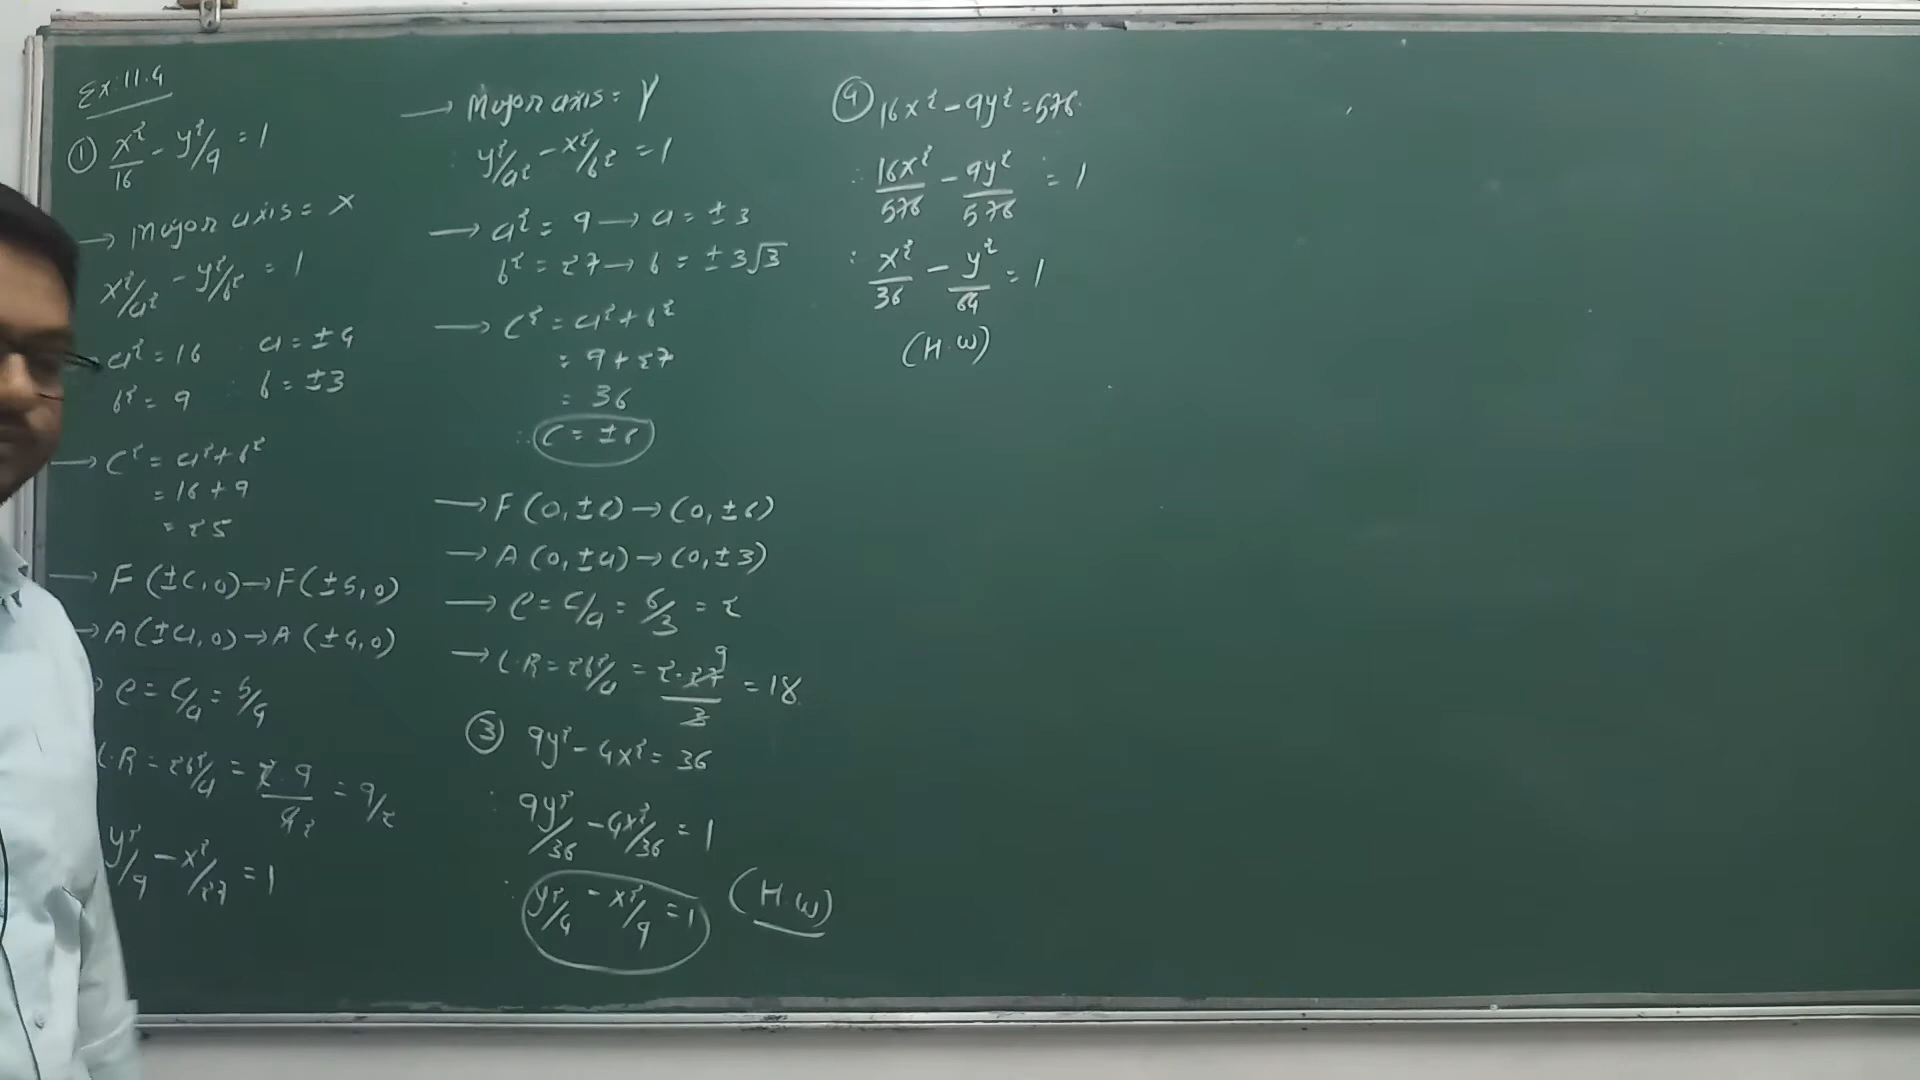 Ex:11.4
① x²/16 - y²/9 = 1
→ Major axis = X
x²/a² - y²/b² = 1
a² = 16 a = ±4
b² = 9 ∴ b = ±3
→ C² = a² + b²
= 16 + 9
= 25
→ F (±c, 0) → F (±5, 0)
→ A (±a, 0) → A (±4, 0)
e = c/a = 5/4
L.R = 2b²/a = 2·9/4 2 = 9/2
y²/9 - x²/27 = 1
→ Major axis = Y
∴ y²/a² - x²/b² = 1
→ a² = 9 → a = ±3
b² = 27 → b = ±3√3
→ C² = a² + b²
= 9 + 27
= 36
∴ C = ±6
→ F (0, ±c) → (0, ±6)
→ A (0, ±a) → (0, ±3)
→ e = c/a = 6/3 = 2
→ L.R = 2b²/a = 2·27/3 9 = 18
③ 9y² - 4x² = 36
∴ 9y²/36 - 4x²/36 = 1
∴ y²/4 - x²/9 = 1 (H.W)
④ 16x² - 9y² = 576
∴ 16x²/576 - 9y²/576 = 1
∴ x²/36 - y²/64 = 1
(H.W)